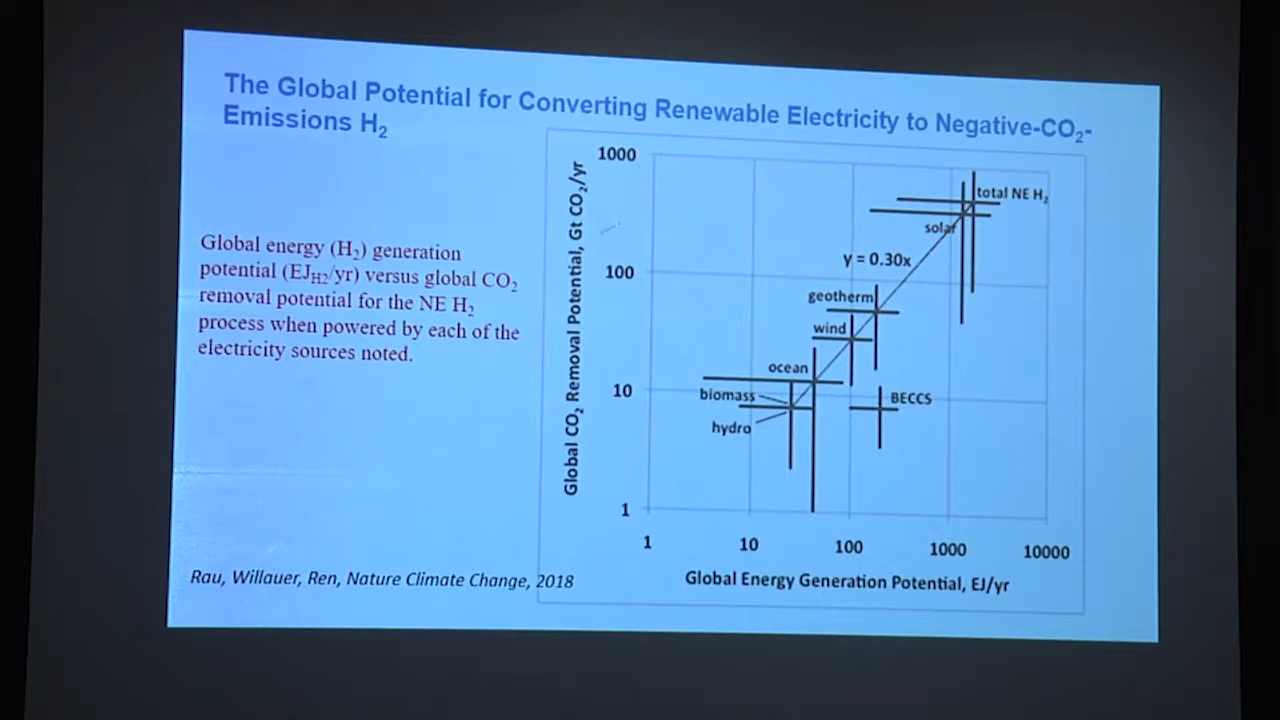 The Global Potential for Converting Renewable Electricity to Negative-CO₂-
Emissions H₂
Global energy (H₂) generation
potential (EJH₂/yr) versus global CO₂
removal potential for the NE H₂
process when powered by each of the
electricity sources noted.
Rau, Willauer, Ren, Nature Climate Change, 2018
Global CO₂ Removal Potential, Gt CO₂/yr
1000
100
10
1
total NE H₂
solar
y = 0.30x
geotherm
wind
ocean
biomass
BECCS
hydro
1
10
100
1000
10000
Global Energy Generation Potential, EJ/yr